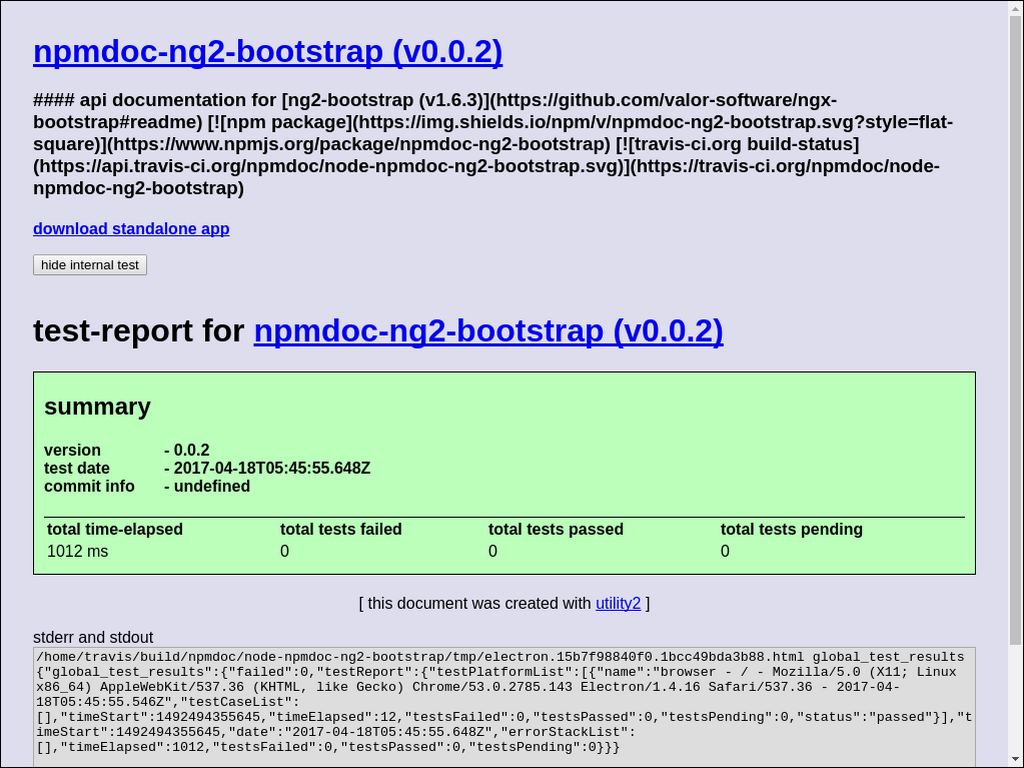 npmdoc-ng2-bootstrap (v0.0.2)
#### api documentation for [ng2-bootstrap (v1.6.3)](https://github.com/valor-software/ngx-
bootstrap#readme) [![npm package](https://img.shields.io/npm/v/npmdoc-ng2-bootstrap.svg?style=flat-
square)](https://www.npmjs.org/package/npmdoc-ng2-bootstrap) [![travis-ci.org build-status]
(https://api.travis-ci.org/npmdoc/node-npmdoc-ng2-bootstrap.svg)](https://travis-ci.org/npmdoc/node-
npmdoc-ng2-bootstrap)
download standalone app
hide internal test
test-report for npmdoc-ng2-bootstrap (v0.0.2)
summary
version - 0.0.2
test date - 2017-04-18T05:45:55.648Z
commit info - undefined
total time-elapsed total tests failed total tests passed total tests pending
1012 ms 0 0 0
[ this document was created with utility2 ]
stderr and stdout
/home/travis/build/npmdoc/node-npmdoc-ng2-bootstrap/tmp/electron.15b7f98840f0.1bcc49bda3b88.html global_test_results
{"global_test_results":{"failed":0,"testReport":{"testPlatformList":[{"name":"browser - / - Mozilla/5.0 (X11; Linux
x86_64) AppleWebKit/537.36 (KHTML, like Gecko) Chrome/53.0.2785.143 Electron/1.4.16 Safari/537.36 - 2017-04-
18T05:45:55.546Z","testCaseList":
[],"timeStart":1492494355645,"timeElapsed":12,"testsFailed":0,"testsPassed":0,"testsPending":0,"status":"passed"}],"t
imeStart":1492494355645,"date":"2017-04-18T05:45:55.648Z","errorStackList":
[],"timeElapsed":1012,"testsFailed":0,"testsPassed":0,"testsPending":0}}}